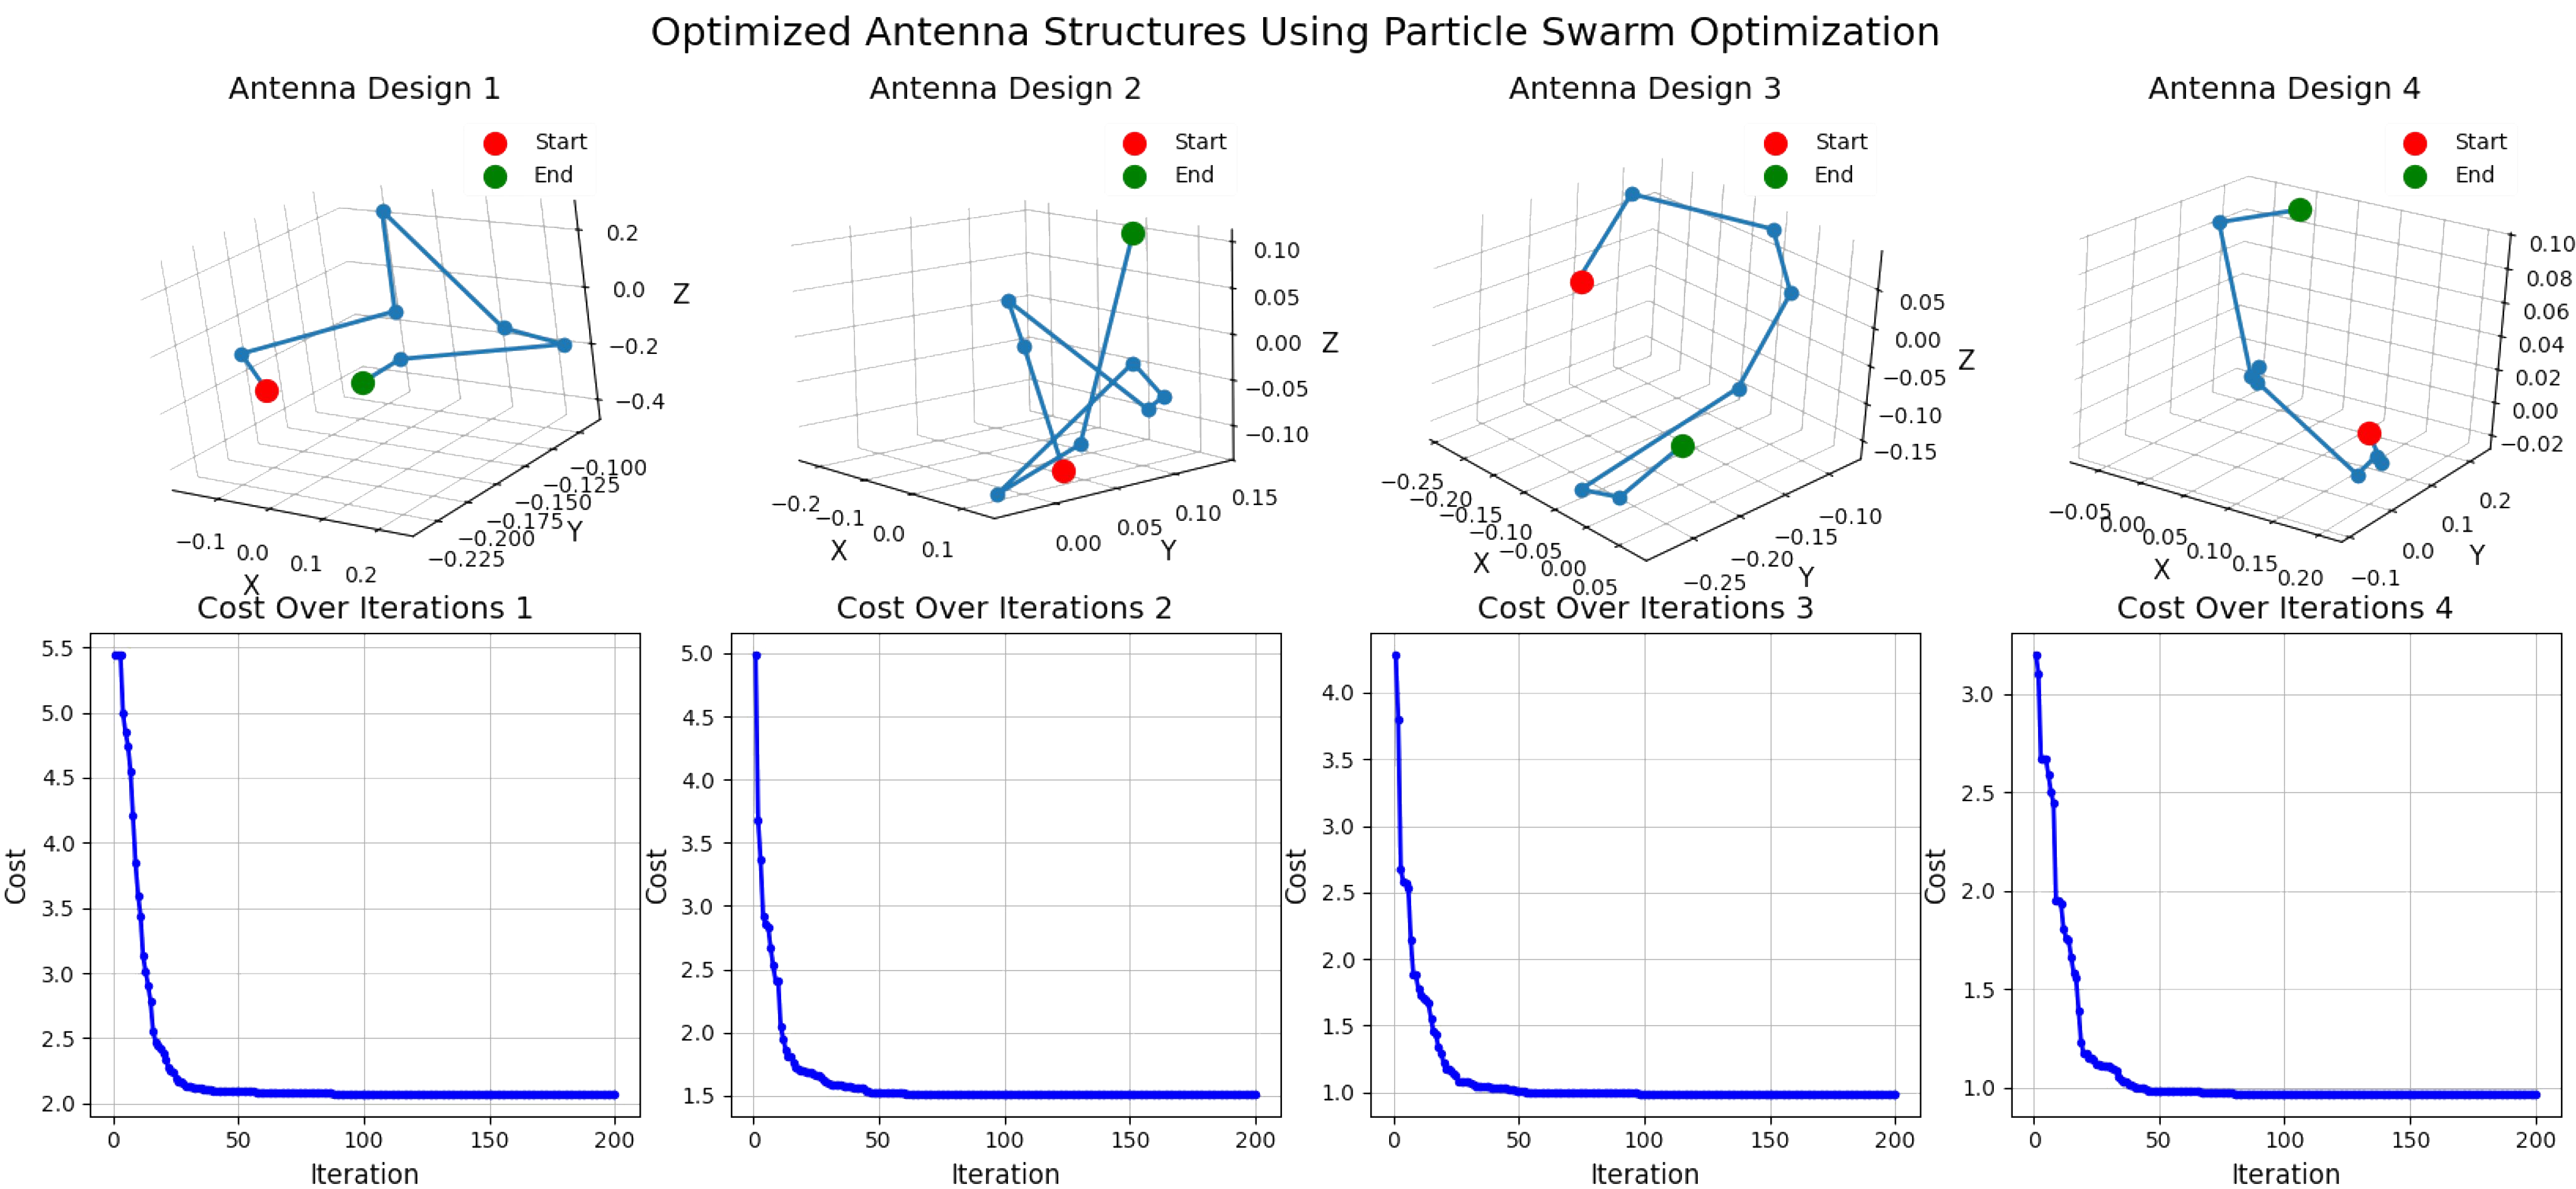 Optimized Antenna Structures Using Particle Swarm Optimization
Antenna Design 1
Start
End
0.2
0.0
−0.2
−0.4
Z
−0.100
−0.125
−0.150
−0.175
−0.200
−0.225
Y
−0.1
0.0
0.1
0.2
X
Antenna Design 2
Start
End
0.10
0.05
0.00
−0.05
−0.10
Z
−0.2
−0.1
0.0
0.1
X
0.00
0.05
0.10
0.15
Y
Antenna Design 3
Start
End
0.05
0.00
−0.05
−0.10
−0.15
Z
−0.25
−0.20
−0.15
−0.10
−0.05
0.00
0.05
X
−0.25
−0.20
−0.15
−0.10
Y
Antenna Design 4
Start
End
0.10
0.08
0.06
0.04
0.02
0.00
−0.02
−0.05
0.00
0.05
0.10
0.15
0.20
X
−0.1
0.0
0.1
0.2
Y
Cost Over Iterations 1
5.5
5.0
4.5
4.0
3.5
3.0
2.5
2.0
Cost
0 50 100 150 200
Iteration
Cost Over Iterations 2
5.0
4.5
4.0
3.5
3.0
2.5
2.0
1.5
Cost
0 50 100 150 200
Iteration
Cost Over Iterations 3
4.0
3.5
3.0
2.5
2.0
1.5
1.0
Cost
0 50 100 150 200
Iteration
Cost Over Iterations 4
3.0
2.5
2.0
1.5
1.0
Cost
0 50 100 150 200
Iteration